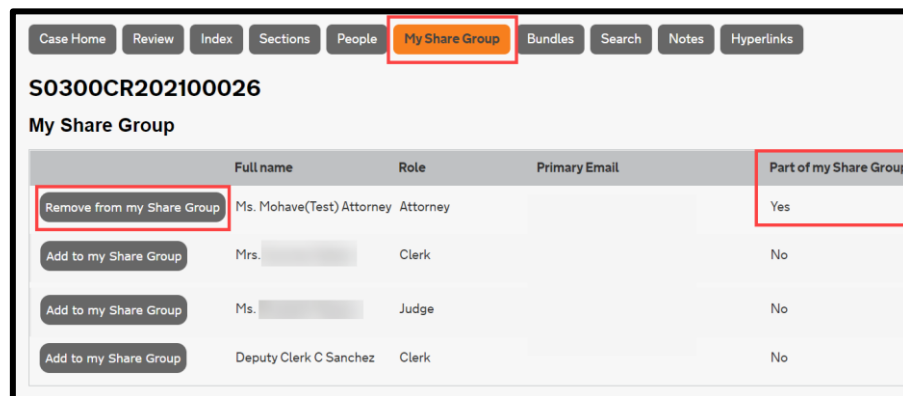 Case Home Review Index Sections People My Share Group Bundles Search Notes Hyperlinks
S0300CR202100026
My Share Group
Full name Role Primary Email Part of my Share Group
Remove from my Share Group Ms. Mohave(Test) Attorney Attorney Yes
Add to my Share Group Mrs. Clerk No
Add to my Share Group Ms. Judge No
Add to my Share Group Deputy Clerk C Sanchez Clerk No